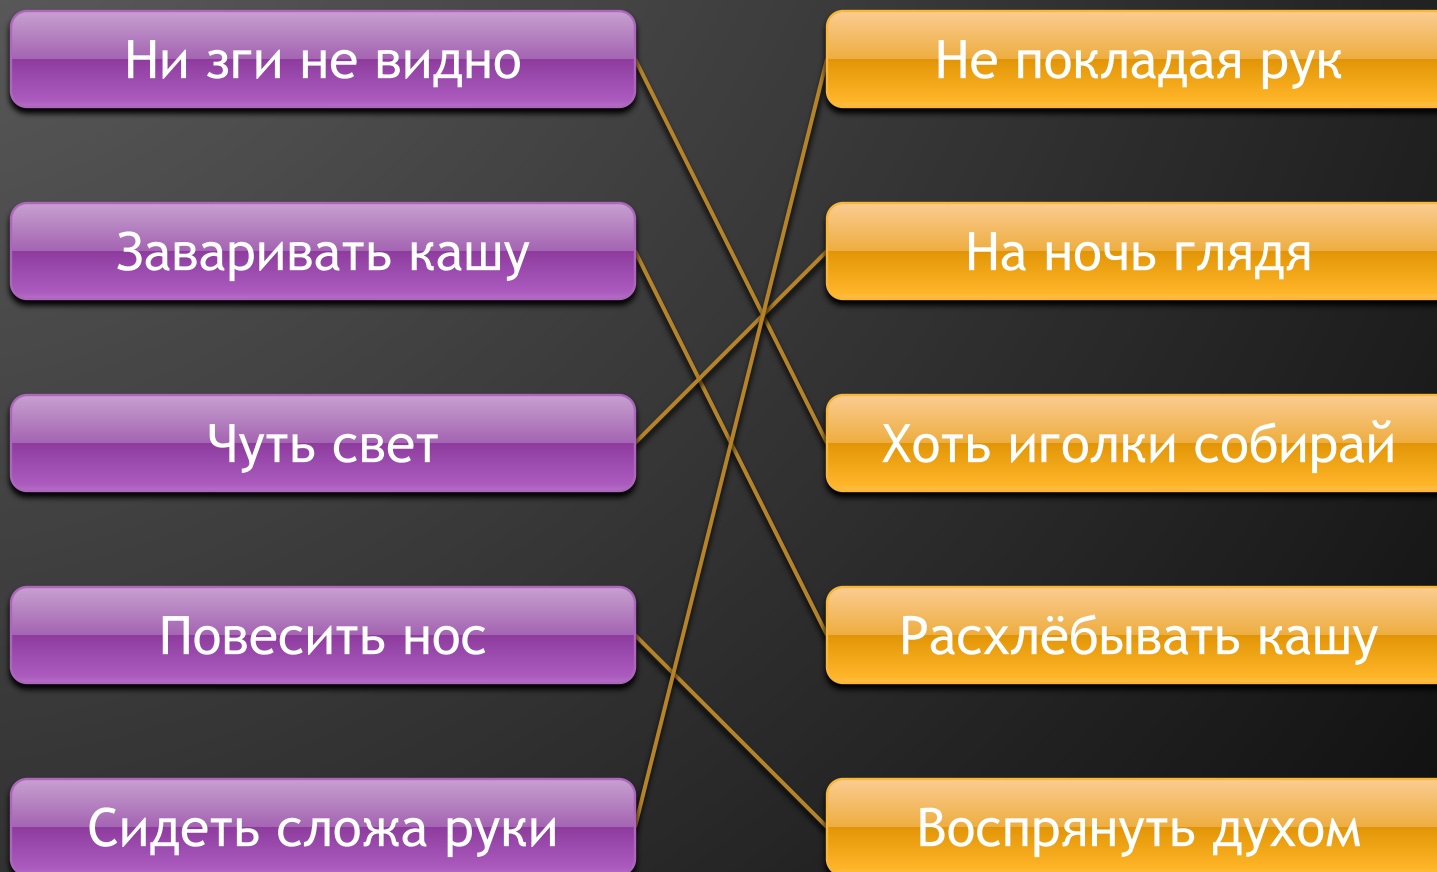 Ни зги не видно
Не покладая рук
Заваривать кашу
На ночь глядя
Чуть свет
Хоть иголки собирай
Повесить нос
Расхлёбывать кашу
Сидеть сложа руки
Воспрянуть духом